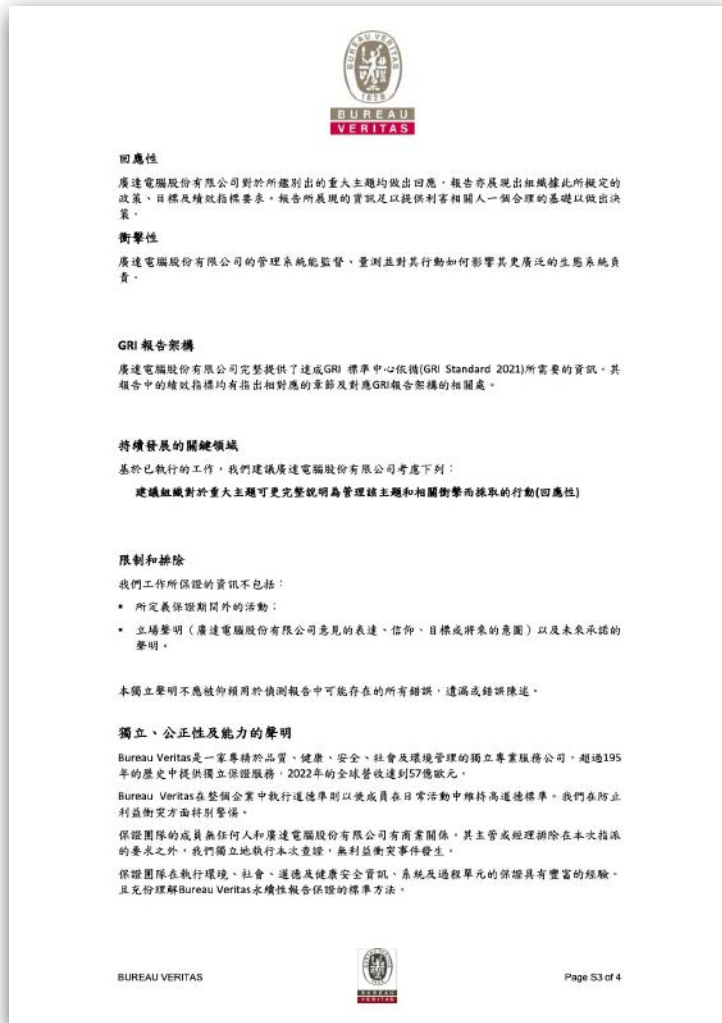 BUREAU VERITAS
1828
BUREAU
VERITAS
回應性
廣達電腦股份有限公司對於所鑑別出的重大主題均做出回應，報告亦展現出組織據此所擬定的
政策、目標及績效指標要求。報告所展現的資訊足以提供利害相關人一個合理的基礎以做出決
策。
衝擊性
廣達電腦股份有限公司的管理系統能監督、量測並對其行動如何影響其更廣泛的生態系統負
責。
GRI 報告架構
廣達電腦股份有限公司完整提供了達成GRI 標準中心依循(GRI Standard 2021)所需要的資訊。其
報告中的績效指標均有指出相對應的章節及對應GRI報告架構的相關處。
持續發展的關鍵領域
基於已執行的工作，我們建議廣達電腦股份有限公司考慮下列：
建議組織對於重大主題可更完整說明為管理該主題和相關衝擊而採取的行動(回應性)
限制和排除
我們工作所保證的資訊不包括：
▪ 所定義保證期間外的活動；
▪ 立場聲明（廣達電腦股份有限公司意見的表達、信仰、目標或將來的意圖）以及未來承諾的
聲明。
本獨立聲明不應被仰賴用於偵測報告中可能存在的所有錯誤，遺漏或錯誤陳述。
獨立、公正性及能力的聲明
Bureau Veritas是一家專精於品質、健康、安全、社會及環境管理的獨立專業服務公司，超過195
年的歷史中提供獨立保證服務，2022年的全球營收達到57億歐元。
Bureau Veritas在整個企業中執行道德準則以使成員在日常活動中維持高道德標準。我們在防止
利益衝突方面特別警惕。
保證團隊的成員無任何人和廣達電腦股份有限公司有商業關係，其主管或經理排除在本次指派
的要求之外，我們獨立地執行本次查證，無利益衝突事件發生。
保證團隊在執行環境、社會、道德及健康安全資訊、系統及過程單元的保證具有豐富的經驗。
且充份理解Bureau Veritas永續性報告保證的標準方法。
BUREAU VERITAS
BUREAU
VERITAS
Page S3 of 4